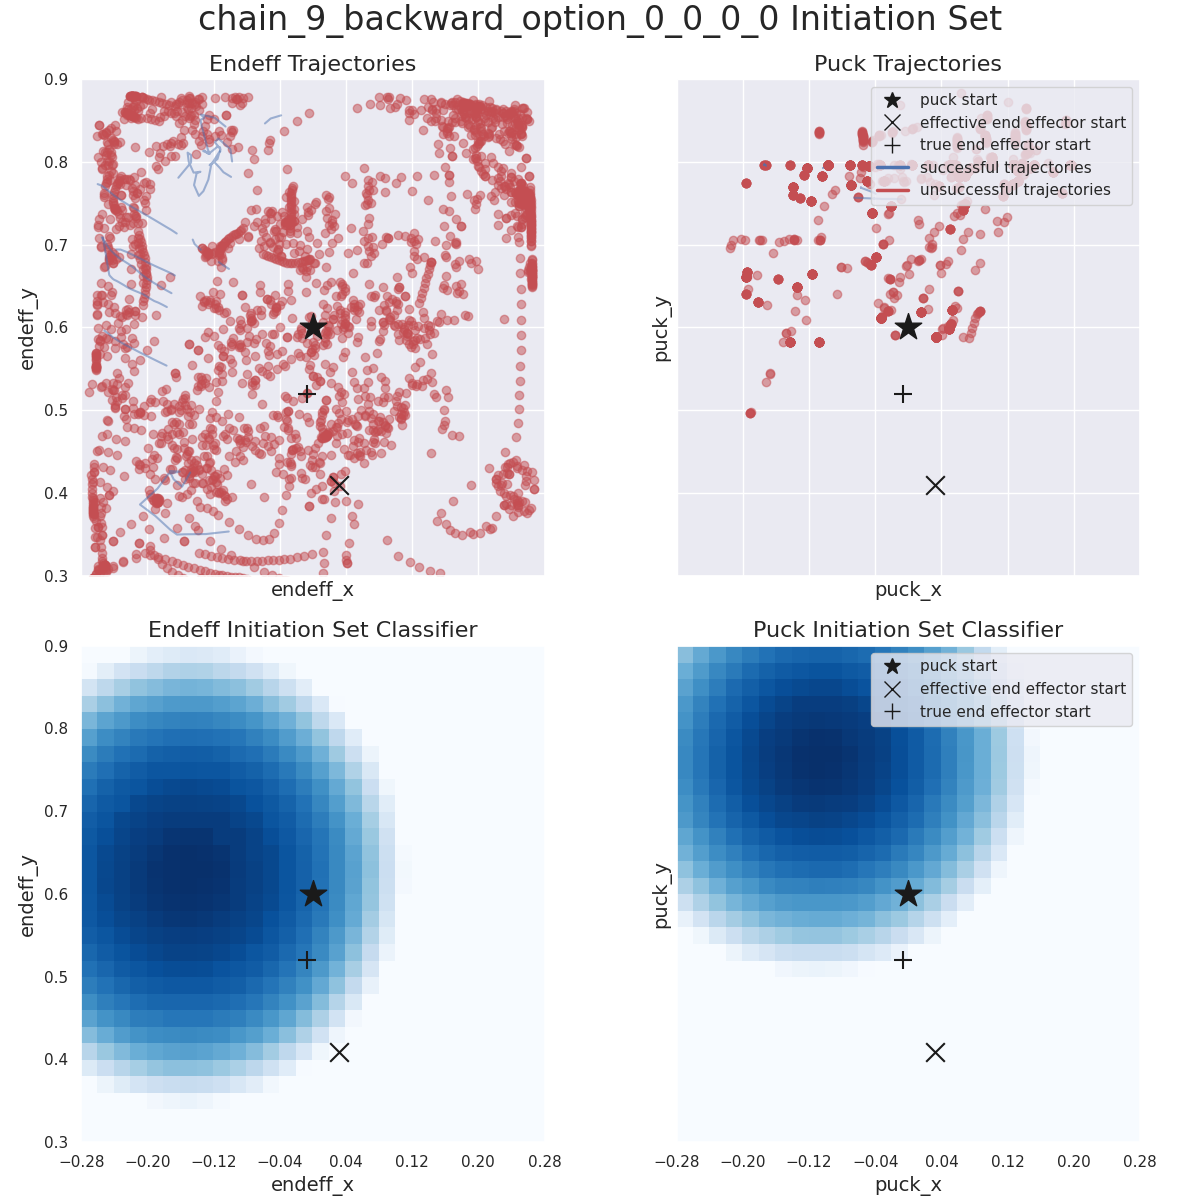 chain_9_backward_option_0_0_0_0 Initiation Set
Endeff Trajectories
endeff_y
0.9
0.8
0.7
0.6
0.5
0.4
0.3
endeff_x
Puck Trajectories
puck_y
puck start
effective end effector start
true end effector start
successful trajectories
unsuccessful trajectories
puck_x
Endeff Initiation Set Classifier
endeff_y
0.9
0.8
0.7
0.6
0.5
0.4
0.3
−0.28 −0.20 −0.12 −0.04 0.04 0.12 0.20 0.28
endeff_x
Puck Initiation Set Classifier
puck_y
puck start
effective end effector start
true end effector start
−0.28 −0.20 −0.12 −0.04 0.04 0.12 0.20 0.28
puck_x